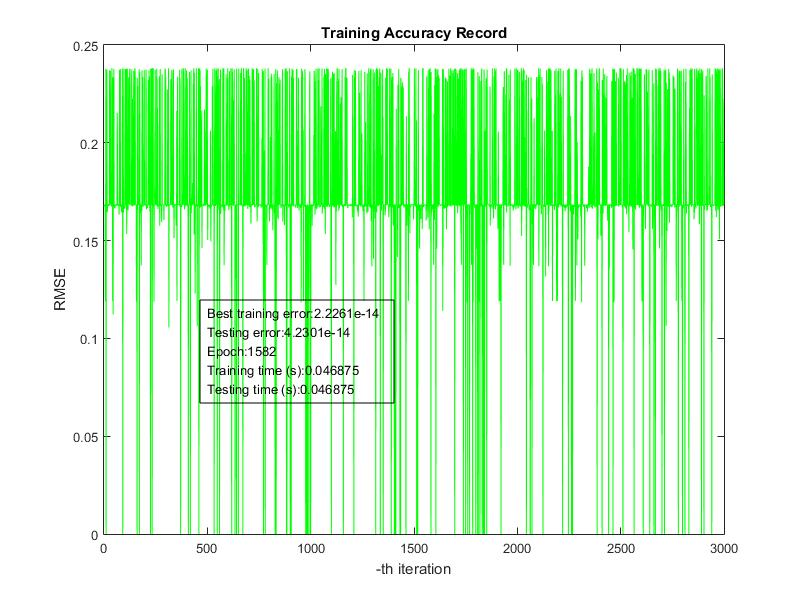 Training Accuracy Record
0.25
0.2
0.15
0.1
0.05
0
RMSE
Best training error:2.2261e-14
Testing error:4.2301e-14
Epoch:1582
Training time (s):0.046875
Testing time (s):0.046875
0 500 1000 1500 2000 2500 3000
-th iteration